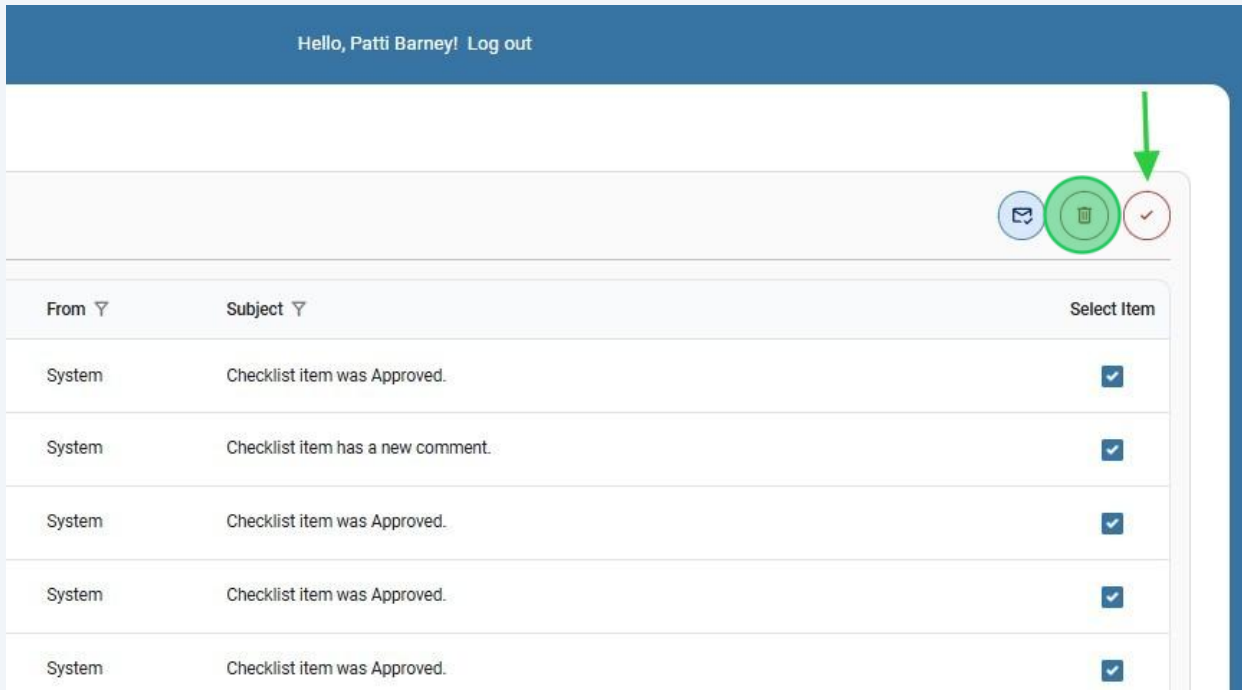 Hello, Patti Barney! Log out
From Subject Select Item
System Checklist item was Approved.
System Checklist item has a new comment.
System Checklist item was Approved.
System Checklist item was Approved.
System Checklist item was Approved.